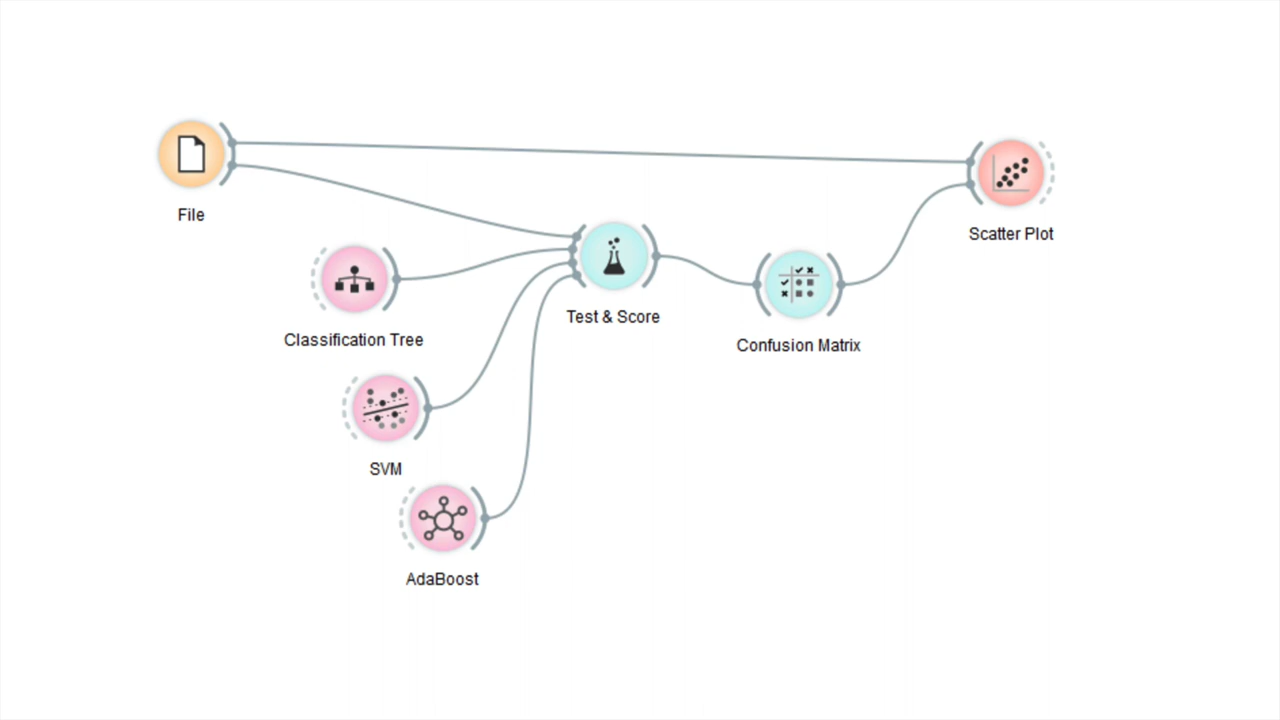 File
Scatter Plot
Test & Score
Classification Tree
Confusion Matrix
SVM
AdaBoost